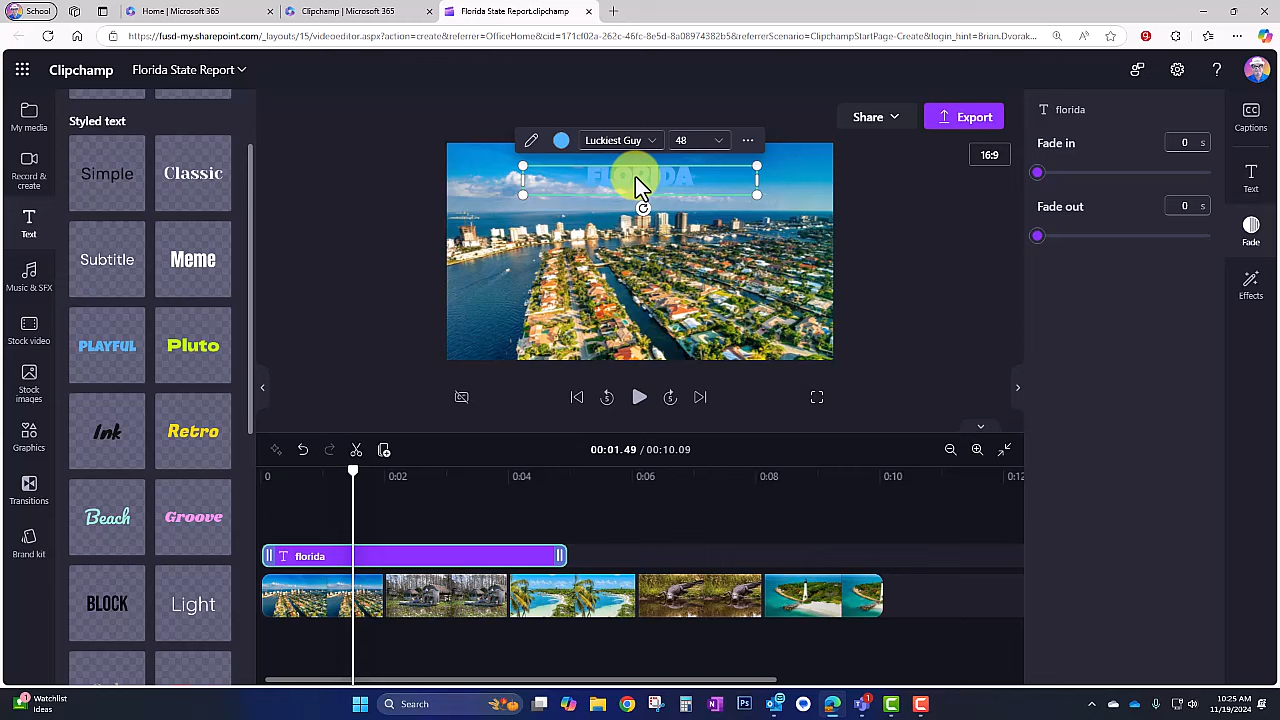 School
Home | Microsoft 365
Clipchamp | Microsoft 365
Florida State Report.clipchamp
https://fusd-my.sharepoint.com/_layouts/15/videoeditor.aspx?action=create&referrer=OfficeHome&cid=171cf02a-256c-46fc-8e5d-8a08974382b5&referrerScenario=ClipchampStartPage-Create&login_hint=Brian.Dvorak...
Clipchamp
Florida State Report
My media
Record & create
Text
Music & SFX
Stock video
Stock images
Graphics
Transitions
Brand kit
Styled text
Simple
Classic
Subtitle
Meme
PLAYFUL
Pluto
Ink
Retro
Beach
Groove
BLOCK
Light
Luckiest Guy
48
FLORIDA
Share
Export
16:9
00:01.49 / 00:10.09
0
0:02
0:04
0:06
0:08
0:10
0:12
T florida
T florida
Fade in
0 s
Fade out
0 s
CC
Captions
Text
Fade
Effects
Watchlist
Ideas
Search
10:25 AM
11/19/2024